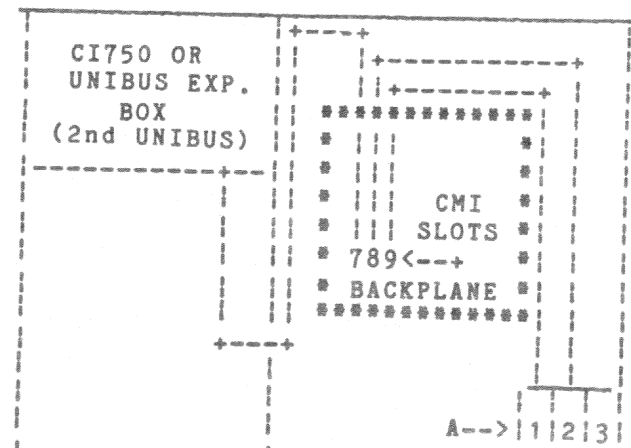 CI750 OR
UNIBUS EXP.
BOX
(2nd UNIBUS)
CMI
SLOTS
789<--+
BACKPLANE
A-->|1|2|3|